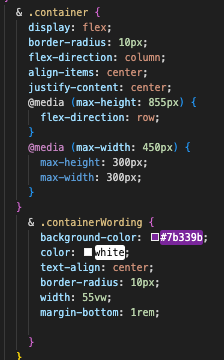 & .container {
display: flex;
border-radius: 10px;
flex-direction: column;
align-items: center;
justify-content: center;
@media (max-height: 855px) {
flex-direction: row;
}
@media (max-width: 450px) {
max-height: 300px;
max-width: 300px;
}
}
& .containerWording {
background-color: #7b339b;
color: white;
text-align: center;
border-radius: 10px;
width: 55vw;
margin-bottom: 1rem;
}
}